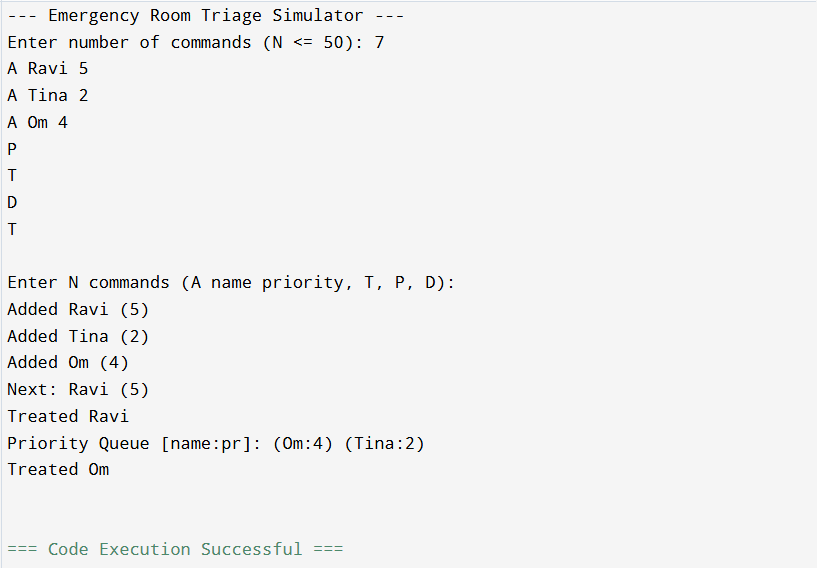 --- Emergency Room Triage Simulator ---
Enter number of commands (N <= 50): 7
A Ravi 5
A Tina 2
A Om 4
P
T
D
T
Enter N commands (A name priority, T, P, D):
Added Ravi (5)
Added Tina (2)
Added Om (4)
Next: Ravi (5)
Treated Ravi
Priority Queue [name:pr]: (Om:4) (Tina:2)
Treated Om
=== Code Execution Successful ===